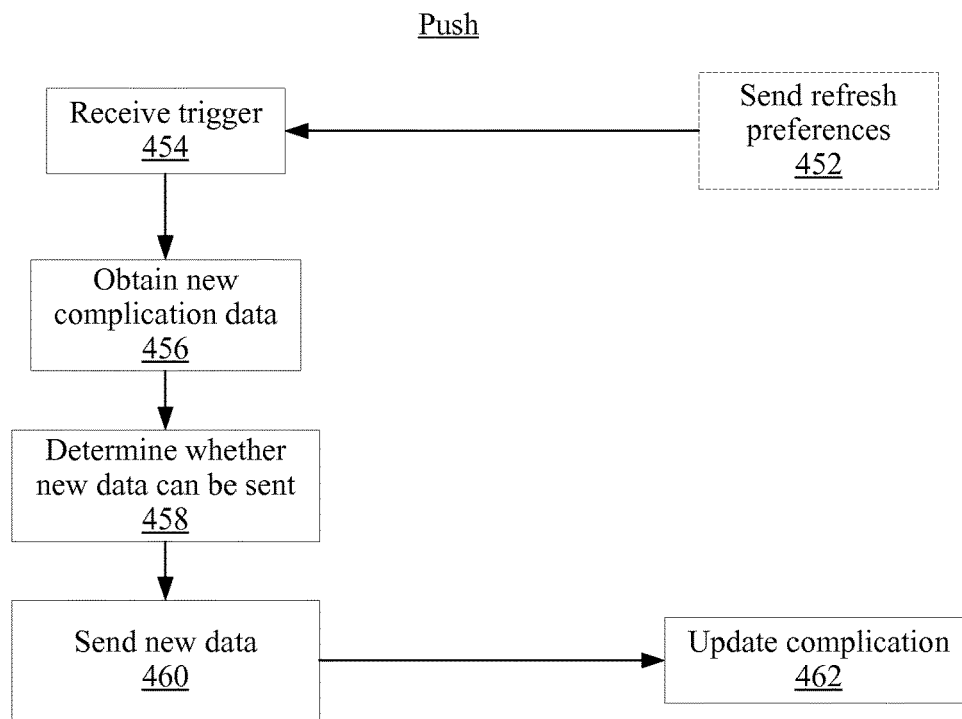 Push
Receive trigger
454
Send refresh
preferences
452
Obtain new
complication data
456
Determine whether
new data can be sent
458
Send new data
460
Update complication
462